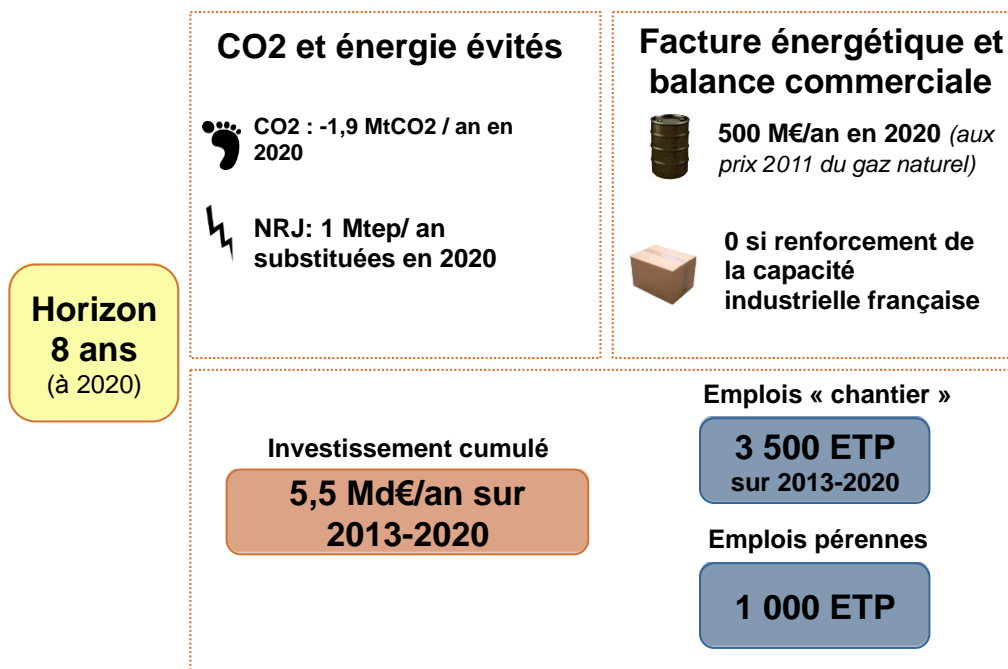 CO2 et énergie évités
CO2 : -1,9 MtCO2 / an en
2020
NRJ: 1 Mtep/ an
substituées en 2020
Facture énergétique et
balance commerciale
500 M€/an en 2020 (aux
prix 2011 du gaz naturel)
0 si renforcement de
la capacité
industrielle française
Horizon
8 ans
(à 2020)
Investissement cumulé
5,5 Md€/an sur
2013-2020
Emplois « chantier »
3 500 ETP
sur 2013-2020
Emplois pérennes
1 000 ETP